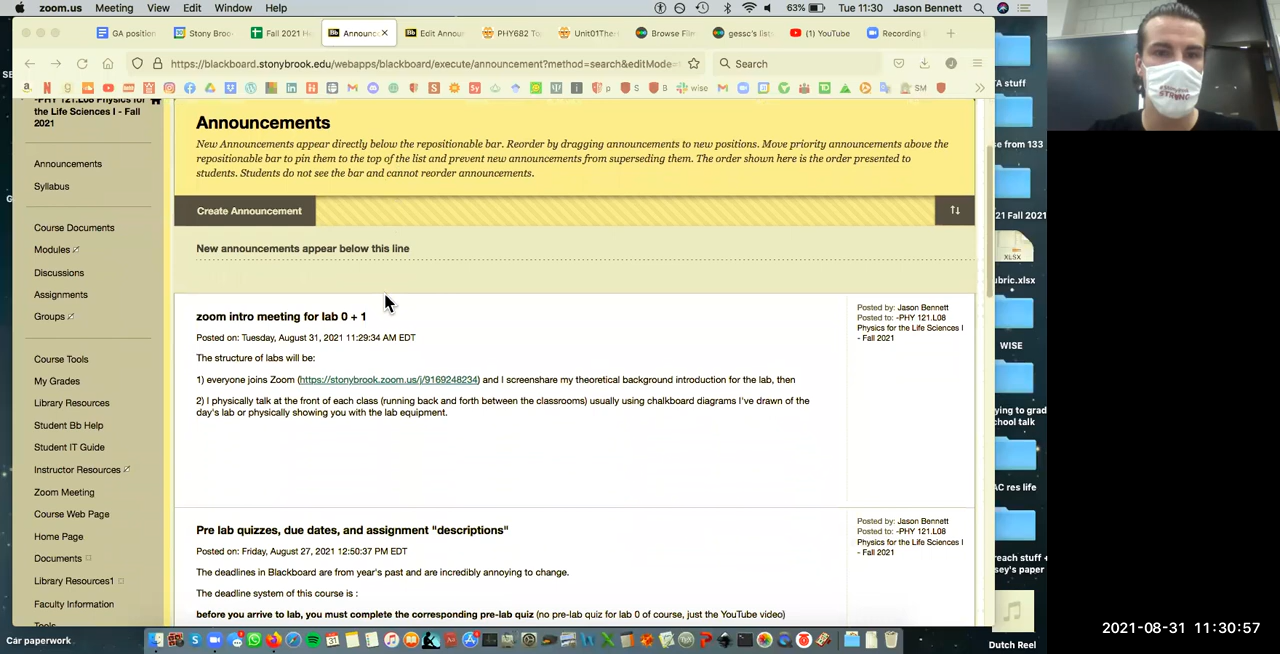 zoom.us Meeting View Edit Window Help 63% Tue 11:30 Jason Bennett
GA position Stony Broo Fall 2021 He Announc Edit Announ PHY682 To Unit01The Browse Film gessc's list (1) YouTube Recording
https://blackboard.stonybrook.edu/webapps/blackboard/execute/announcement?method=search&editMode= Search
wise SM
-PHY 121.L08 Physics for
the Life Sciences I - Fall
2021
Announcements
Syllabus
Course Documents
Modules
Discussions
Assignments
Groups
Course Tools
My Grades
Library Resources
Student Bb Help
Student IT Guide
Instructor Resources
Zoom Meeting
Course Web Page
Home Page
Documents
Library Resources1
Faculty Information
Tools
Announcements
New Announcements appear directly below the repositionable bar. Reorder by dragging announcements to new positions. Move priority announcements above the
repositionable bar to pin them to the top of the list and prevent new announcements from superseding them. The order shown here is the order presented to
students. Students do not see the bar and cannot reorder announcements.
Create Announcement
New announcements appear below this line
zoom intro meeting for lab 0 + 1
Posted on: Tuesday, August 31, 2021 11:29:34 AM EDT
The structure of labs will be:
1) everyone joins Zoom (https://stonybrook.zoom.us/j/9169248234) and I screenshare my theoretical background introduction for the lab, then
2) I physically talk at the front of each class (running back and forth between the classrooms) usually using chalkboard diagrams I've drawn of the
day's lab or physically showing you with the lab equipment.
Posted by: Jason Bennett
Posted to: -PHY 121.L08
Physics for the Life Sciences I
- Fall 2021
Pre lab quizzes, due dates, and assignment "descriptions"
Posted on: Friday, August 27, 2021 12:50:37 PM EDT
The deadlines in Blackboard are from year's past and are incredibly annoying to change.
The deadline system of this course is :
before you arrive to lab, you must complete the corresponding pre-lab quiz (no pre-lab quiz for lab 0 of course, just the YouTube video)
Posted by: Jason Bennett
Posted to: -PHY 121.L08
Physics for the Life Sciences I
- Fall 2021
TA stuff
se from 133
21 Fall 2021
XLSX
ubric.xlsx
WISE
ying to grad
chool talk
AC res life
reach stuff +
sey's paper
Dutch Reel
Car paperwork
STRONG
2021-08-31 11:30:57